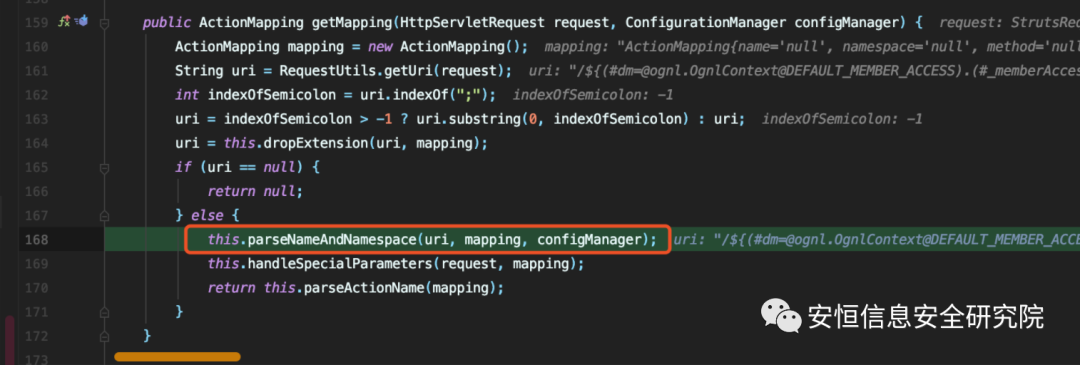 159 public ActionMapping getMapping(HttpServletRequest request, ConfigurationManager configManager) { request: StrutsReq
160 ActionMapping mapping = new ActionMapping(); mapping: "ActionMapping{name='null', namespace='null', method='null
161 String uri = RequestUtils.getUri(request); uri: "/${(#dm=@ognl.OgnlContext@DEFAULT_MEMBER_ACCESS).(#_memberAcces
162 int indexOfSemicolon = uri.indexOf(";"); indexOfSemicolon: -1
163 uri = indexOfSemicolon > -1 ? uri.substring(0, indexOfSemicolon) : uri; indexOfSemicolon: -1
164 uri = this.dropExtension(uri, mapping);
165 if (uri == null) {
166 return null;
167 } else {
168 this.parseNameAndNamespace(uri, mapping, configManager); uri: "/${(#dm=@ognl.OgnlContext@DEFAULT_MEMBER_ACCE
169 this.handleSpecialParameters(request, mapping);
170 return this.parseActionName(mapping);
171 }
172 }
173
安恒信息安全研究院